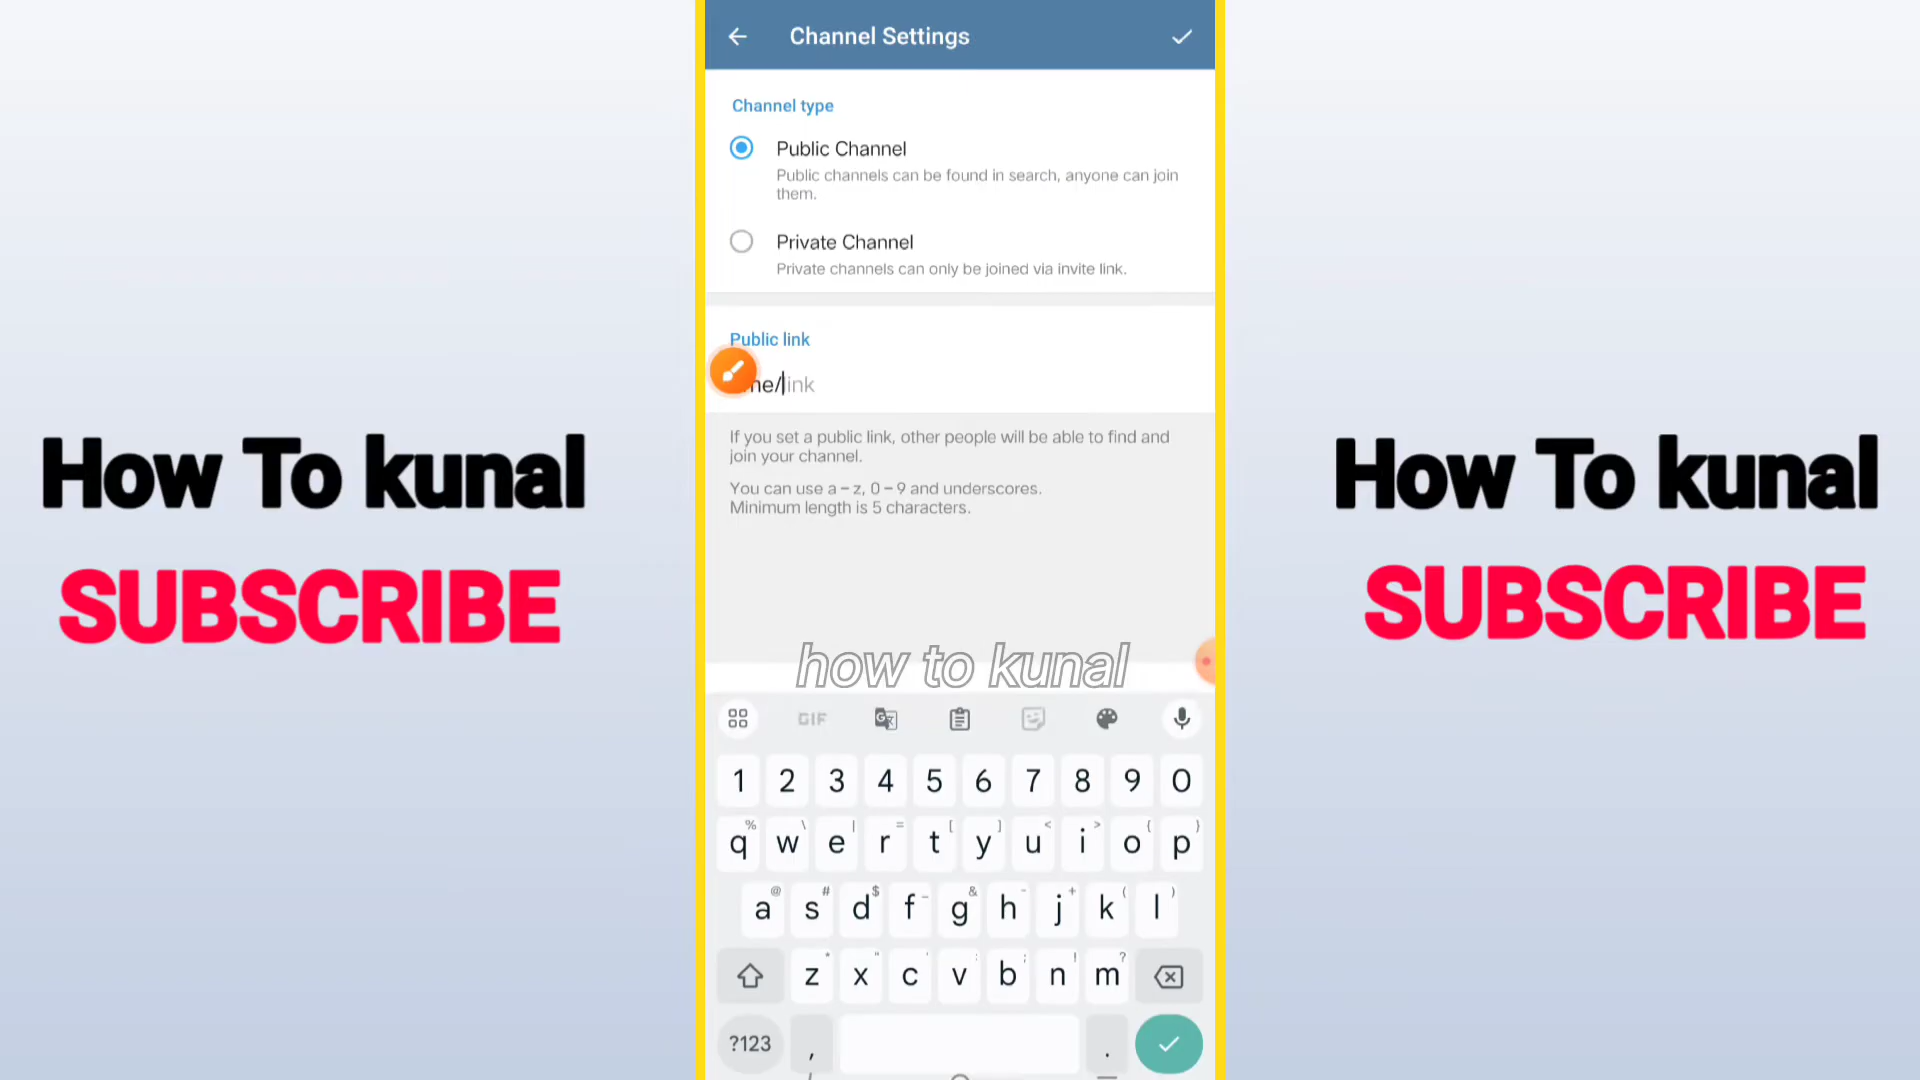 How To kunal
SUBSCRIBE
Channel Settings
Channel type
Public Channel
Public channels can be found in search, anyone can join
them.
Private Channel
Private channels can only be joined via invite link.
Public link
me/link
If you set a public link, other people will be able to find and
join your channel.
You can use a – z, 0 – 9 and underscores.
Minimum length is 5 characters.
how to kunal
GIF
1 2 3 4 5 6 7 8 9 0
% \ | = [ ] < > { }
q w e r t y u i o p
@ # $ _ & - + ( )
a s d f g h j k l
* " ' : ; ! ?
z x c v b n m
?123 , .
How To kunal
SUBSCRIBE